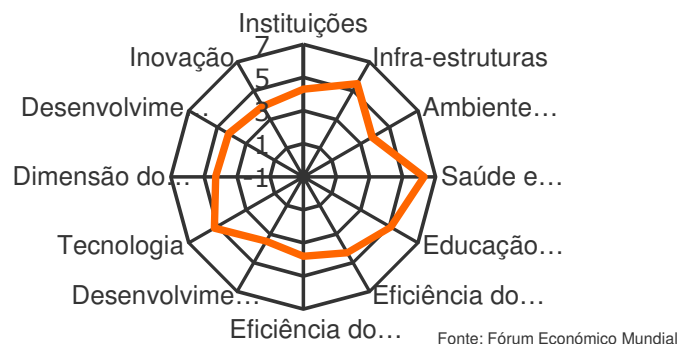 Instituições
Infra-estruturas
Ambiente…
Saúde e…
Educação…
Eficiência do…
Eficiência do…
Desenvolvime…
Tecnologia
Dimensão do…
Desenvolvime…
Inovação
7
5
3
1
-1
Fonte: Fórum Económico Mundial